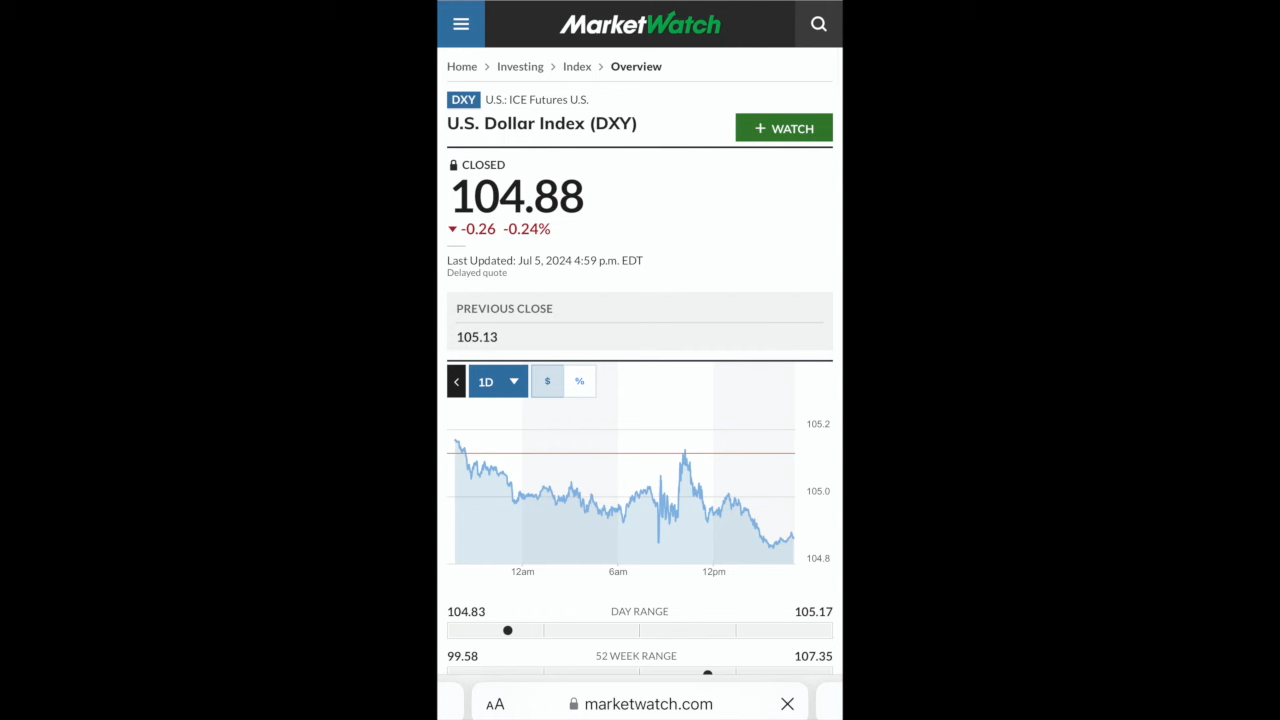 MarketWatch
Home > Investing > Index > Overview
DXY U.S.: ICE Futures U.S.
U.S. Dollar Index (DXY)
+ WATCH
CLOSED
104.88
-0.26 -0.24%
Last Updated: Jul 5, 2024 4:59 p.m. EDT
Delayed quote
PREVIOUS CLOSE
105.13
1D $ %
105.2
105.0
104.8
12am 6am 12pm
104.83 DAY RANGE 105.17
99.58 52 WEEK RANGE 107.35
AA marketwatch.com